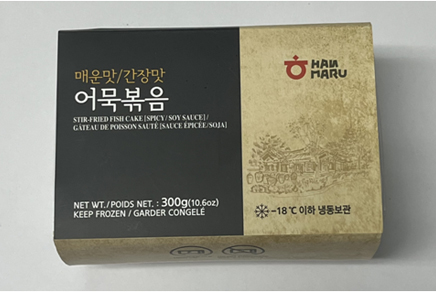 매운맛/간장맛
어묵볶음
STIR-FRIED FISH CAKE [SPICY/SOY SAUCE] /
GÂTEAU DE POISSON SAUTÉ [SAUCE ÉPICÉE/SOJA]
NET WT./POIDS NET. : 300g(10.6oz)
KEEP FROZEN / GARDER CONGELÉ
HAN
MARU
-18℃ 이하 냉동보관